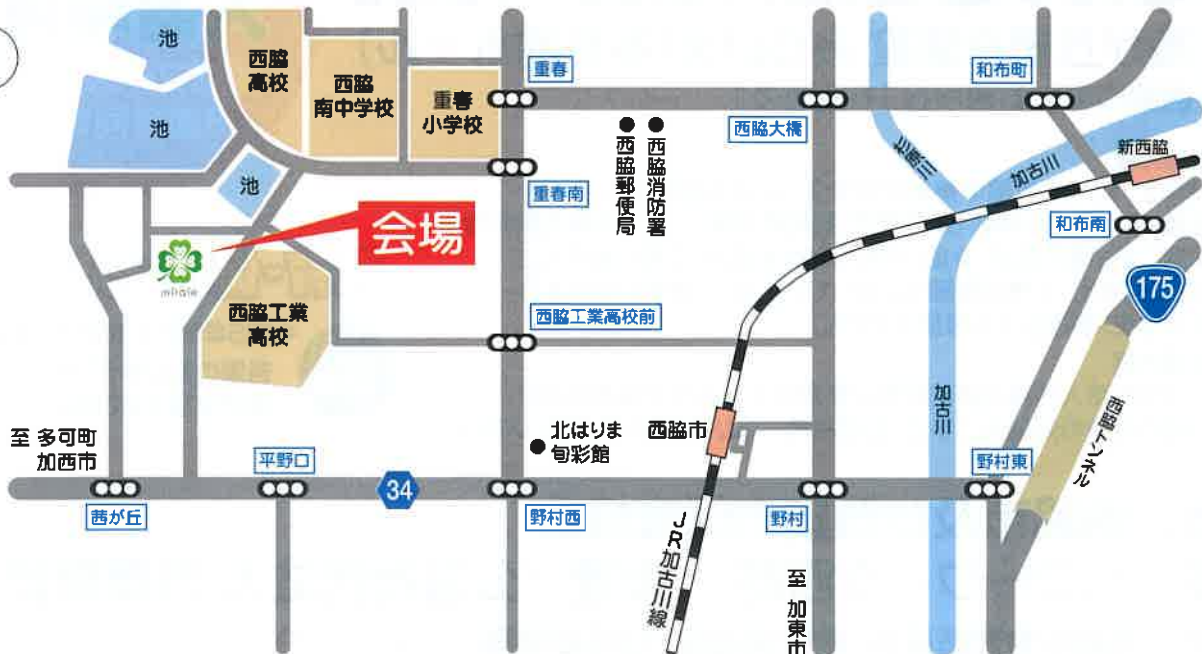 池
西脇
高校
西脇
南中学校
重春
小学校
重春
和布町
池
西脇大橋
西脇郵便局
西脇消防署
杉原川
加古川
新西脇
池
重春南
和布南
会場
miraie
175
西脇工業
高校
西脇工業高校前
加古川
西脇トンネル
至 多可町
加西市
北はりま
旬彩館
西脇市
平野口
野村東
34
茜が丘
野村西
野村
JR加古川線
至 加東市